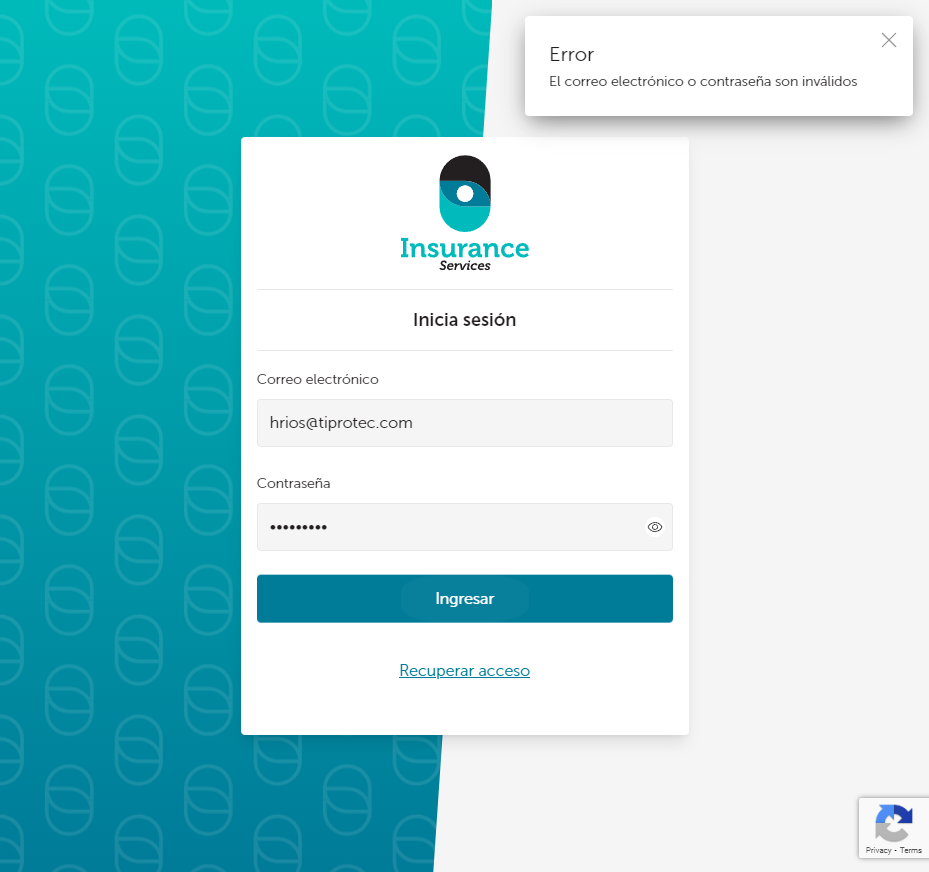 Error
El correo electrónico o contraseña son inválidos
Insurance
Services
Inicia sesión
Correo electrónico
hrios@tiprotec.com
Contraseña
•••••••••
Ingresar
Recuperar acceso
Privacy - Terms